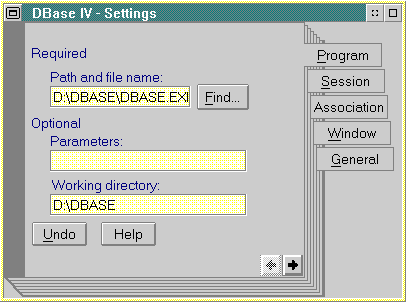 DBase IV - Settings
Required
Path and file name:
D:\DBASE\DBASE.EXI
Find...
Optional
Parameters:
Working directory:
D:\DBASE
Undo
Help
Program
Session
Association
Window
General